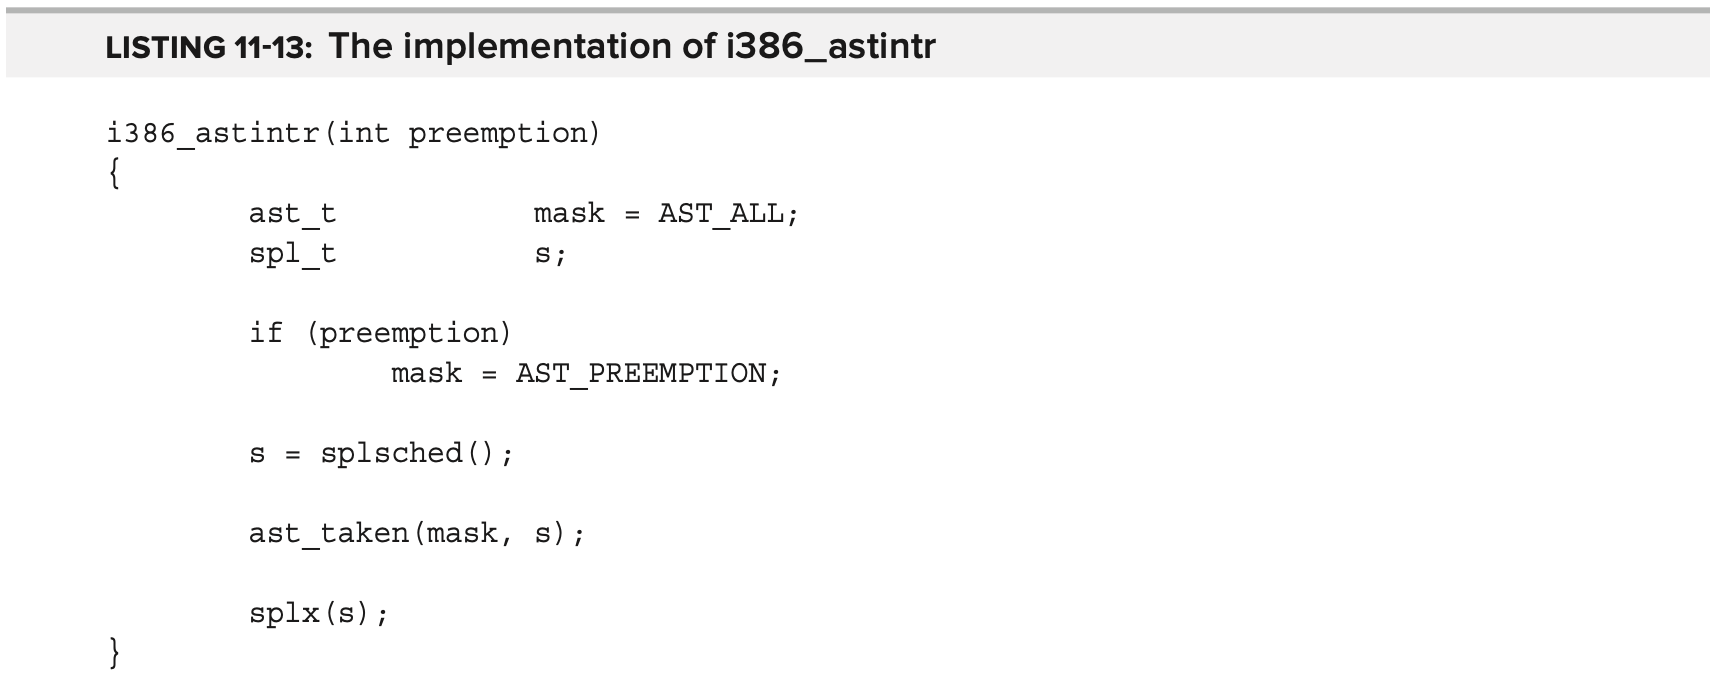 LISTING 11-13: The implementation of i386_astintr
i386_astintr(int preemption)
{
        ast_t           mask = AST_ALL;
        spl_t           s;
        if (preemption)
                mask = AST_PREEMPTION;
        s = splsched();
        ast_taken(mask, s);
        splx(s);
}